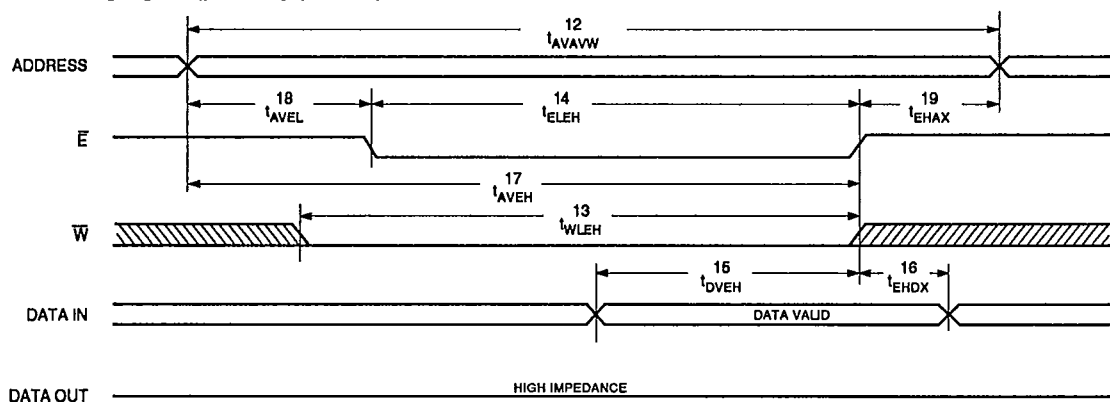 12
tAVAVW
ADDRESS
18
tAVEL
14
tELEH
19
tEHAX
E̅
17
tAVEH
13
tWLEH
W̅
15
tDVEH
16
tEHDX
DATA IN
DATA VALID
DATA OUT
HIGH IMPEDANCE